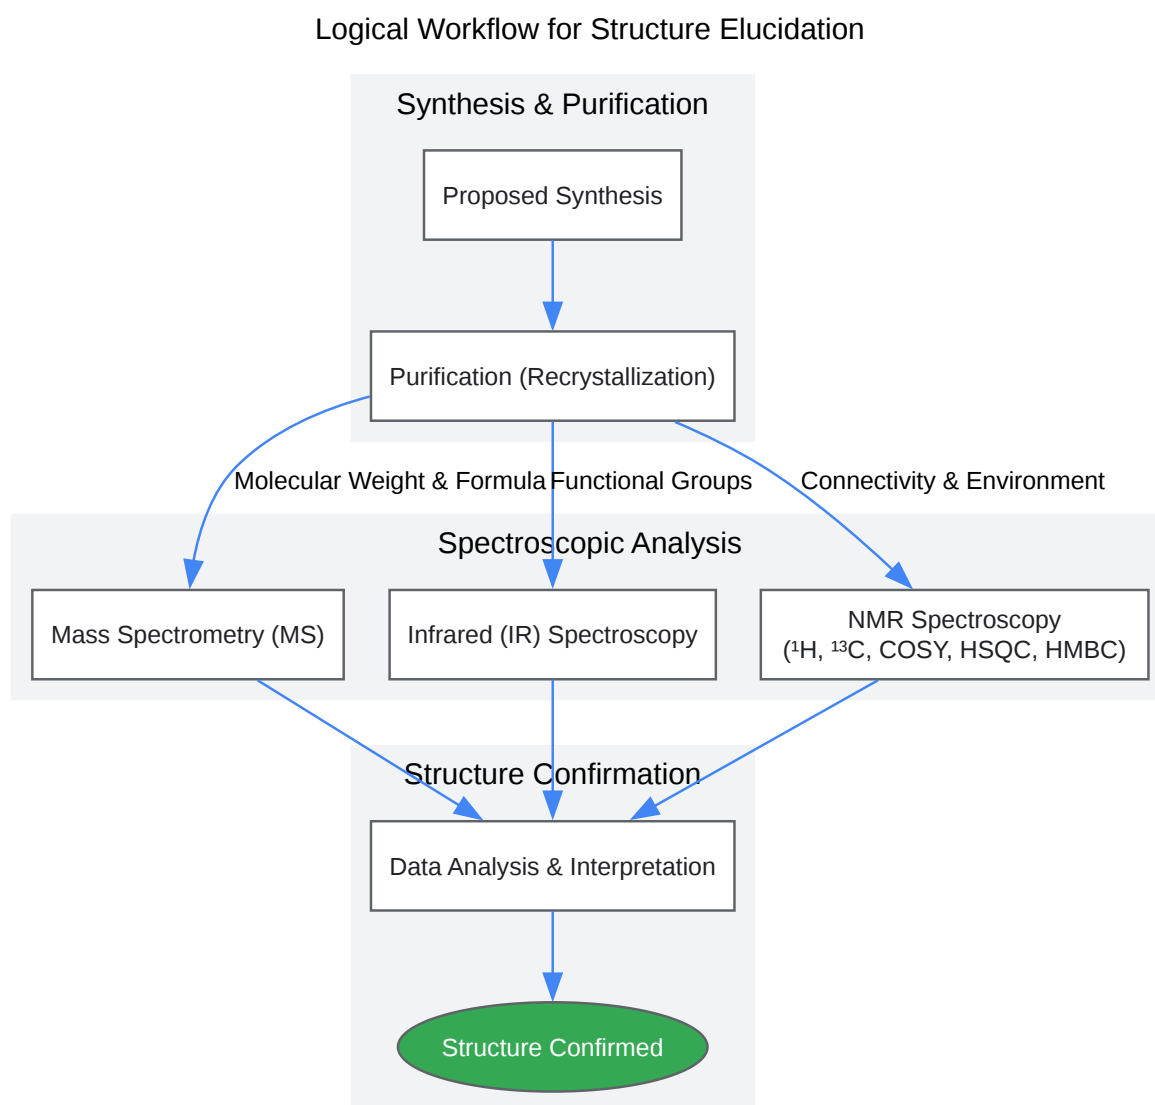 Logical Workflow for Structure Elucidation
Synthesis & Purification
Proposed Synthesis
Purification (Recrystallization)
Molecular Weight & Formula
Functional Groups
Connectivity & Environment
Spectroscopic Analysis
Mass Spectrometry (MS)
Infrared (IR) Spectroscopy
NMR Spectroscopy
(¹H, ¹³C, COSY, HSQC, HMBC)
Structure Confirmation
Data Analysis & Interpretation
Structure Confirmed